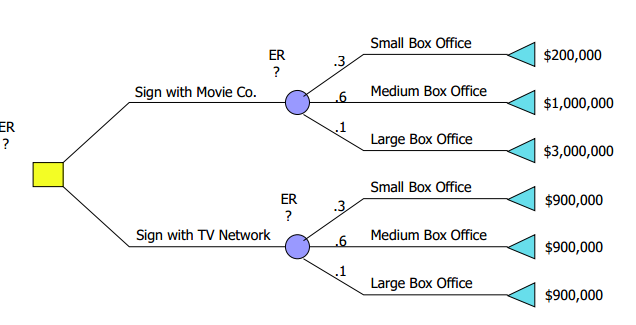 Small Box Office
ER
?
.3
$200,000
Sign with Movie Co.
.6
Medium Box Office
$1,000,000
ER
?
.1
Large Box Office
$3,000,000
Small Box Office
ER
?
.3
$900,000
Sign with TV Network
.6
Medium Box Office
$900,000
.1
Large Box Office
$900,000